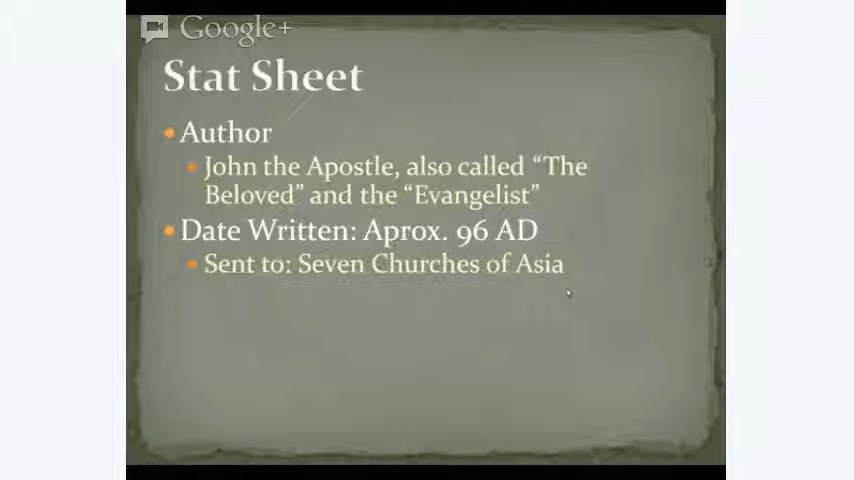 Google+
Stat Sheet
• Author
• John the Apostle, also called “The
Beloved” and the “Evangelist”
• Date Written: Aprox. 96 AD
• Sent to: Seven Churches of Asia